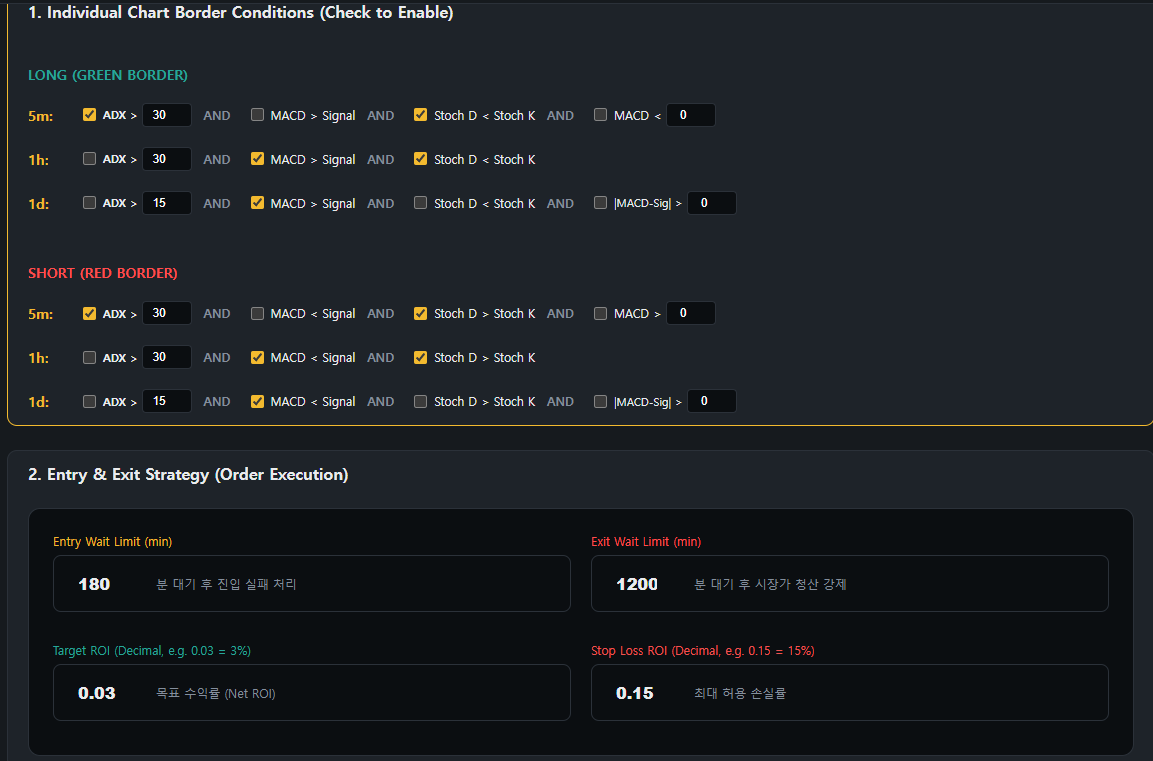 1. Individual Chart Border Conditions (Check to Enable)
LONG (GREEN BORDER)
5m: ADX > 30 AND MACD > Signal AND Stoch D < Stoch K AND MACD < 0
1h: ADX > 30 AND MACD > Signal AND Stoch D < Stoch K
1d: ADX > 15 AND MACD > Signal AND Stoch D < Stoch K AND |MACD-Sig| > 0
SHORT (RED BORDER)
5m: ADX > 30 AND MACD < Signal AND Stoch D > Stoch K AND MACD > 0
1h: ADX > 30 AND MACD < Signal AND Stoch D > Stoch K
1d: ADX > 15 AND MACD < Signal AND Stoch D > Stoch K AND |MACD-Sig| > 0
2. Entry & Exit Strategy (Order Execution)
Entry Wait Limit (min)
180 분 대기 후 진입 실패 처리
Exit Wait Limit (min)
1200 분 대기 후 시장가 청산 강제
Target ROI (Decimal, e.g. 0.03 = 3%)
0.03 목표 수익률 (Net ROI)
Stop Loss ROI (Decimal, e.g. 0.15 = 15%)
0.15 최대 허용 손실률